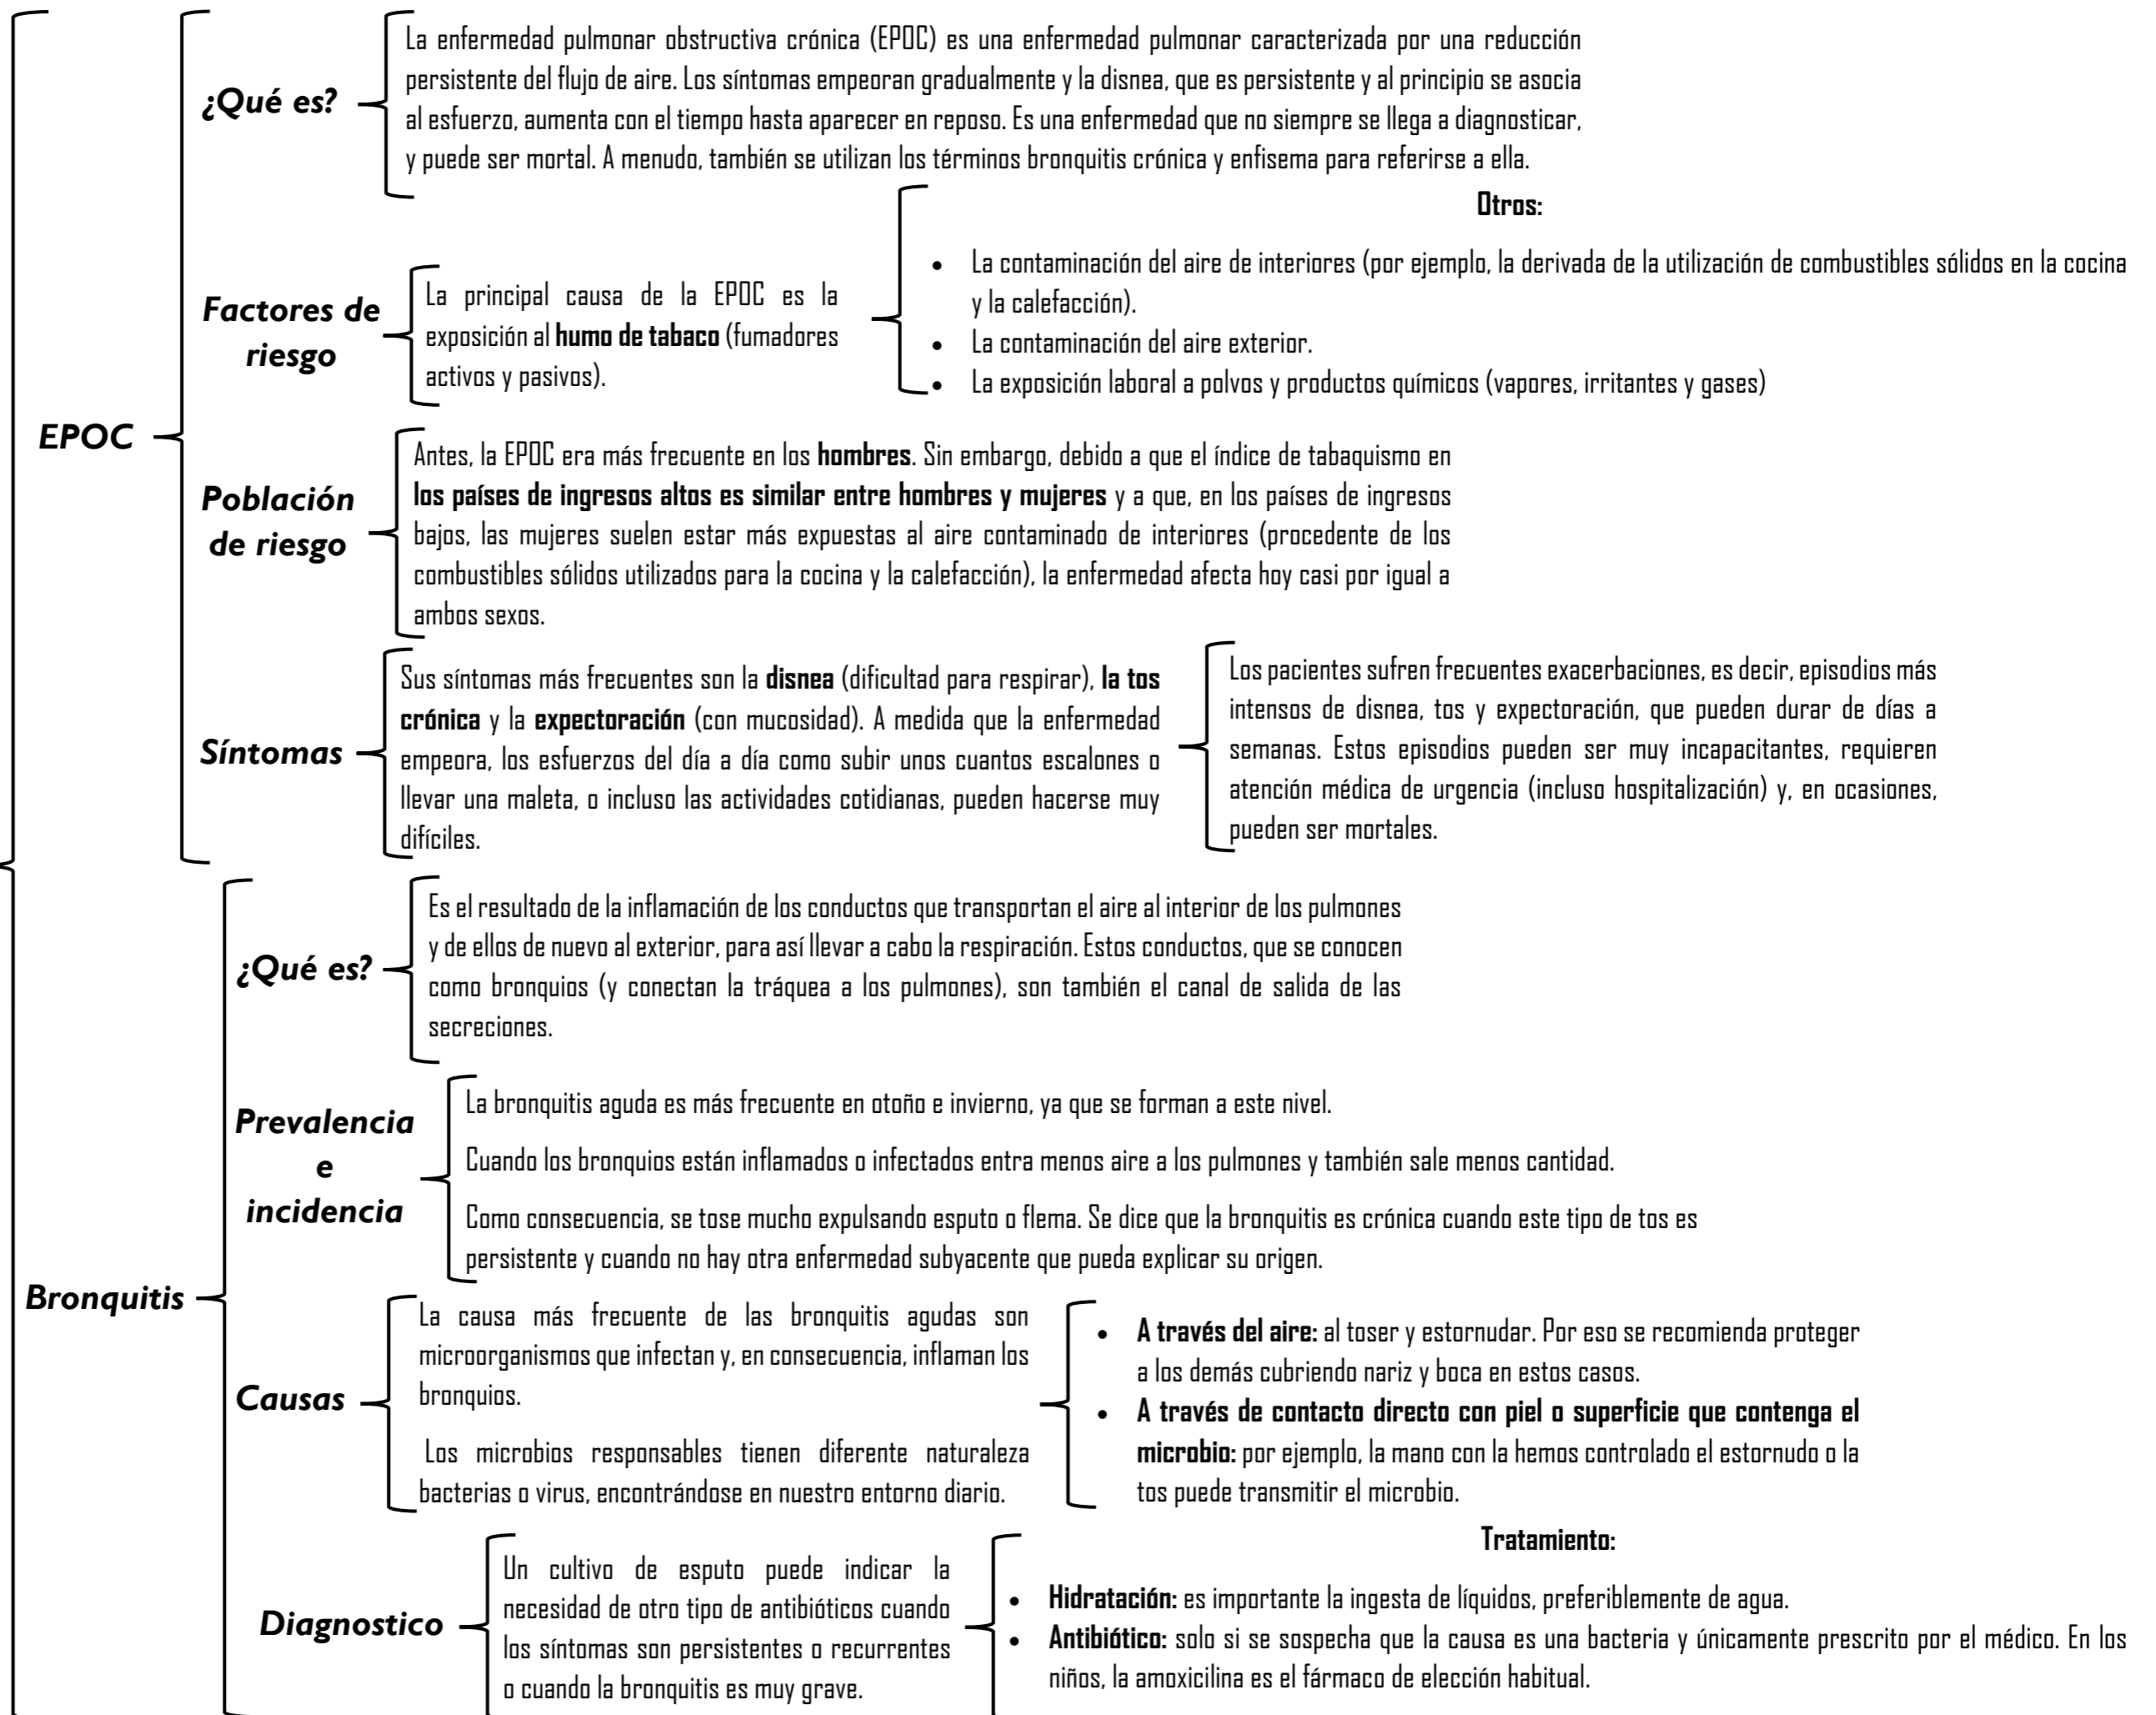 EPOC
¿Qué es?
La enfermedad pulmonar obstructiva crónica (EPOC) es una enfermedad pulmonar caracterizada por una reducción
persistente del flujo de aire. Los síntomas empeoran gradualmente y la disnea, que es persistente y al principio se asocia
al esfuerzo, aumenta con el tiempo hasta aparecer en reposo. Es una enfermedad que no siempre se llega a diagnosticar,
y puede ser mortal. A menudo, también se utilizan los términos bronquitis crónica y enfisema para referirse a ella.
Factores de
riesgo
La principal causa de la EPOC es la
exposición al humo de tabaco (fumadores
activos y pasivos).
Otros:
• La contaminación del aire de interiores (por ejemplo, la derivada de la utilización de combustibles sólidos en la cocina
y la calefacción).
• La contaminación del aire exterior.
• La exposición laboral a polvos y productos químicos (vapores, irritantes y gases)
Población
de riesgo
Antes, la EPOC era más frecuente en los hombres. Sin embargo, debido a que el índice de tabaquismo en
los países de ingresos altos es similar entre hombres y mujeres y a que, en los países de ingresos
bajos, las mujeres suelen estar más expuestas al aire contaminado de interiores (procedente de los
combustibles sólidos utilizados para la cocina y la calefacción), la enfermedad afecta hoy casi por igual a
ambos sexos.
Síntomas
Sus síntomas más frecuentes son la disnea (dificultad para respirar), la tos
crónica y la expectoración (con mucosidad). A medida que la enfermedad
empeora, los esfuerzos del día a día como subir unos cuantos escalones o
llevar una maleta, o incluso las actividades cotidianas, pueden hacerse muy
difíciles.
Los pacientes sufren frecuentes exacerbaciones, es decir, episodios más
intensos de disnea, tos y expectoración, que pueden durar de días a
semanas. Estos episodios pueden ser muy incapacitantes, requieren
atención médica de urgencia (incluso hospitalización) y, en ocasiones,
pueden ser mortales.
Bronquitis
¿Qué es?
Es el resultado de la inflamación de los conductos que transportan el aire al interior de los pulmones
y de ellos de nuevo al exterior, para así llevar a cabo la respiración. Estos conductos, que se conocen
como bronquios (y conectan la tráquea a los pulmones), son también el canal de salida de las
secreciones.
Prevalencia
e
incidencia
La bronquitis aguda es más frecuente en otoño e invierno, ya que se forman a este nivel.
Cuando los bronquios están inflamados o infectados entra menos aire a los pulmones y también sale menos cantidad.
Como consecuencia, se tose mucho expulsando esputo o flema. Se dice que la bronquitis es crónica cuando este tipo de tos es
persistente y cuando no hay otra enfermedad subyacente que pueda explicar su origen.
Causas
La causa más frecuente de las bronquitis agudas son
microorganismos que infectan y, en consecuencia, inflaman los
bronquios.
Los microbios responsables tienen diferente naturaleza
bacterias o virus, encontrándose en nuestro entorno diario.
• A través del aire: al toser y estornudar. Por eso se recomienda proteger
a los demás cubriendo nariz y boca en estos casos.
• A través de contacto directo con piel o superficie que contenga el
microbio: por ejemplo, la mano con la hemos controlado el estornudo o la
tos puede transmitir el microbio.
Diagnostico
Un cultivo de esputo puede indicar la
necesidad de otro tipo de antibióticos cuando
los síntomas son persistentes o recurrentes
o cuando la bronquitis es muy grave.
Tratamiento:
• Hidratación: es importante la ingesta de líquidos, preferiblemente de agua.
• Antibiótico: solo si se sospecha que la causa es una bacteria y únicamente prescrito por el médico. En los
niños, la amoxicilina es el fármaco de elección habitual.